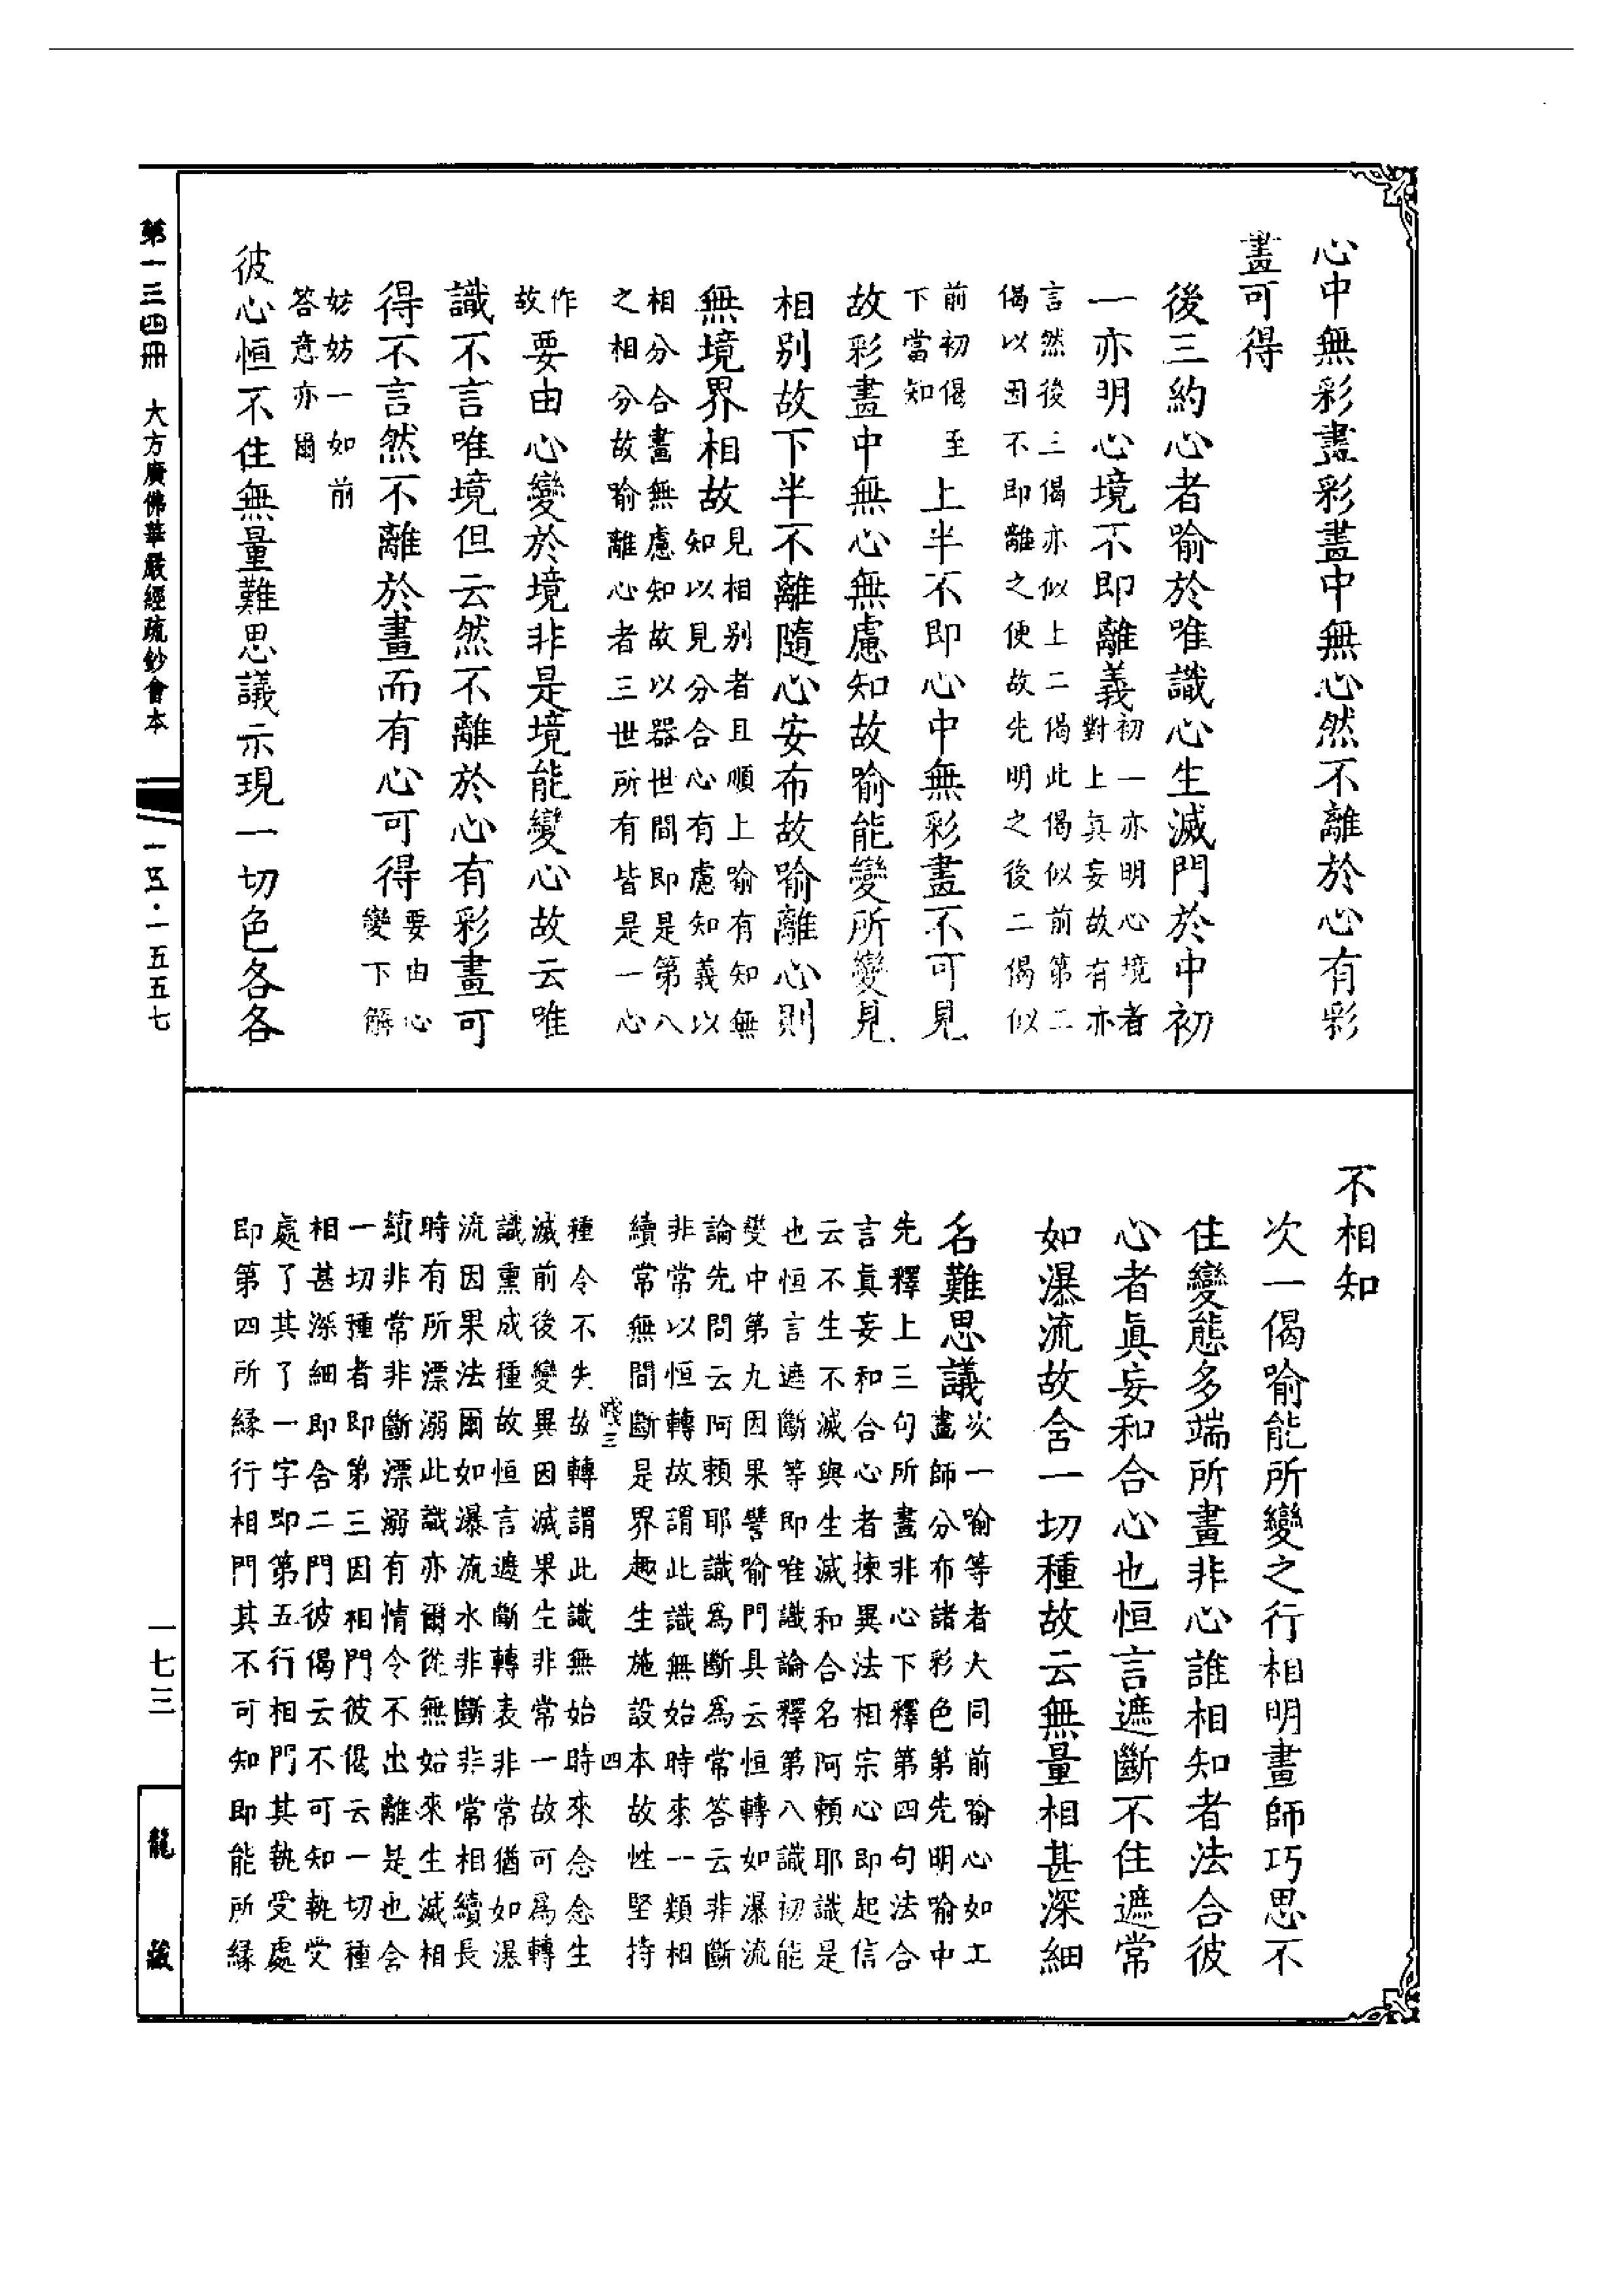 心中無彩畫彩畫中無心然不離於心有彩
畫可得
後三約心者喻於唯識心生滅門於中初
一亦明心境不即離義初一亦明心境者
對上真妄故有亦
言然後三偈亦似上二偈此偈似前第二
偈以因不即離之便故先明之後二偈似
前初偈 至
下當知
上半不即心中無彩畫不可見
故彩畫中無心無慮知故喻能變所變見
相別故下半不離隨心安布故喻離心則
無境界相故見相別者且順上喻有知無
知以見分合心有慮知義以
相分合畫無慮知故以器世間即是第八
之相分故喻離心者三世所有皆是一心
作
故
要由心變於境非是境能變心故云唯
識不言唯境但云然不離於心有彩畫可
得不言然不離於畫而有心可得要由心
變下解
妨妨一如前
答意亦爾
彼心恒不住無量難思議示現一切色各各
不相知
次一偈喻能所變之行相明畫師巧思不
住變態多端所畫非心誰相知者法合彼
心者眞妄和合心也恒言遮斷不住遮常
如瀑流故含一切種故云無量相甚深細
名難思議次一喻等者大同前喻心如工
畫師分布諸彩色第先明喻中
先釋上三句所畫非心下釋第四句法合
言眞妄和合心者揀異法相宗心即起信
云不生不滅與生滅和合名阿賴耶識是
也恒言遮斷等即唯識論釋第八識初能
變中第九因果譬喻門具云恒轉如瀑流
論先問云阿賴耶識爲斷爲常答云非斷
非常以恒轉故謂此識無始時來一類相
續常無間斷是界趣生施設本故性堅持
踐三
四
種令不失故轉謂此識無始時來念念生
滅前後變異因滅果生非常一故可爲轉
識熏成種故恒言遮斷轉表非常猶如瀑
流因果法爾如瀑流水非斷非常相續長
時有所漂溺此識亦爾從無始來生滅相
續非常非斷漂溺有情令不出離是也含
一切種者即第三因相門彼偈云一切種
相甚深細即合二門彼偈云不可知執受
處了其了一字即第五行相門其執受處
即第四所縁行相門其不可知即能所縁
第一三四冊 大方廣佛華嚴經疏鈔會本
一五·一五五七
一七三
龍藏